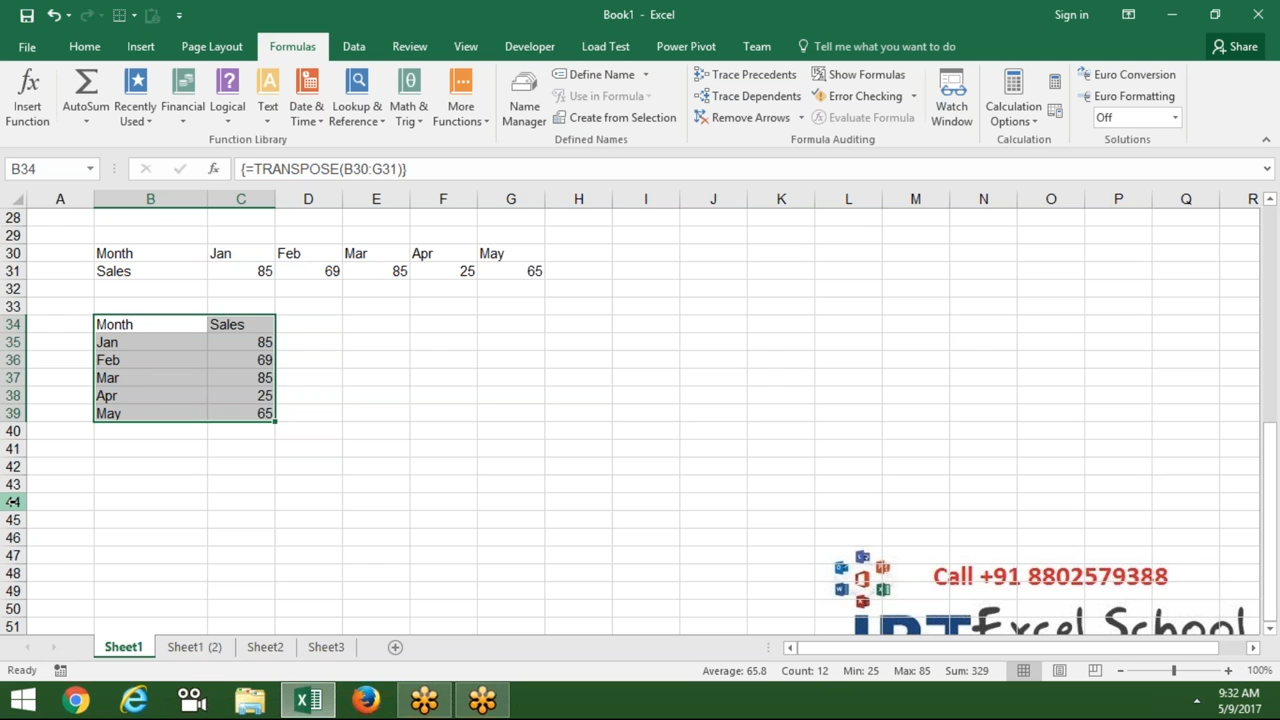 Book1 - Excel
Sign in
File Home Insert Page Layout Formulas Data Review View Developer Load Test Power Pivot Team Tell me what you want to do Share
Insert Function
AutoSum
Recently Used
Financial
Logical
Text
Date & Time
Lookup & Reference
Math & Trig
More Functions
Function Library
Name Manager
Define Name
Use in Formula
Create from Selection
Defined Names
Trace Precedents
Trace Dependents
Remove Arrows
Show Formulas
Error Checking
Evaluate Formula
Formula Auditing
Watch Window
Calculation Options
Calculation
Euro Conversion
Euro Formatting
Off
Solutions
B34 fx {=TRANSPOSE(B30:G31)}
A B C D E F G H I J K L M N O P Q R
28
29
30 Month Jan Feb Mar Apr May
31 Sales 85 69 85 25 65
32
33
34 Month Sales
35 Jan 85
36 Feb 69
37 Mar 85
38 Apr 25
39 May 65
40
41
42
43
44
45
46
47
48 Call +91 8802579388
49
50
51 Excel School
Sheet1 Sheet1 (2) Sheet2 Sheet3
Ready Average: 65.8 Count: 12 Min: 25 Max: 85 Sum: 329 100%
9:32 AM
5/9/2017